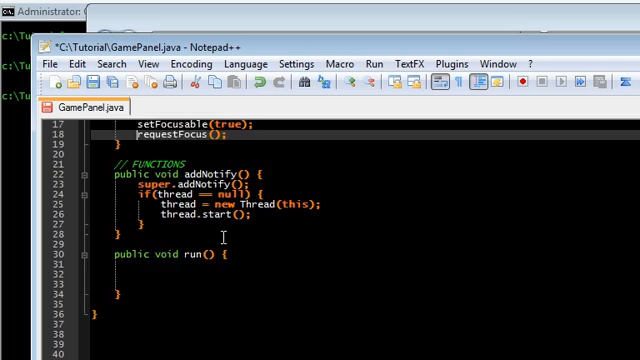 Administrator: C
c:\Tu
*C:\Tutorial\GamePanel.java - Notepad++
c:\Tu
File Edit Search View Encoding Language Settings Macro Run TextFX Plugins Window ?
c:\Tu
GamePanel.java
17 setFocusable(true);
18 requestFocus();
19 }
20
21 // FUNCTIONS
22 public void addNotify() {
23 super.addNotify();
24 if(thread == null) {
25 thread = new Thread(this);
26 thread.start();
27 }
28 }
29
30 public void run() {
31
32
33
34 }
35
36 }
37
38
39
40